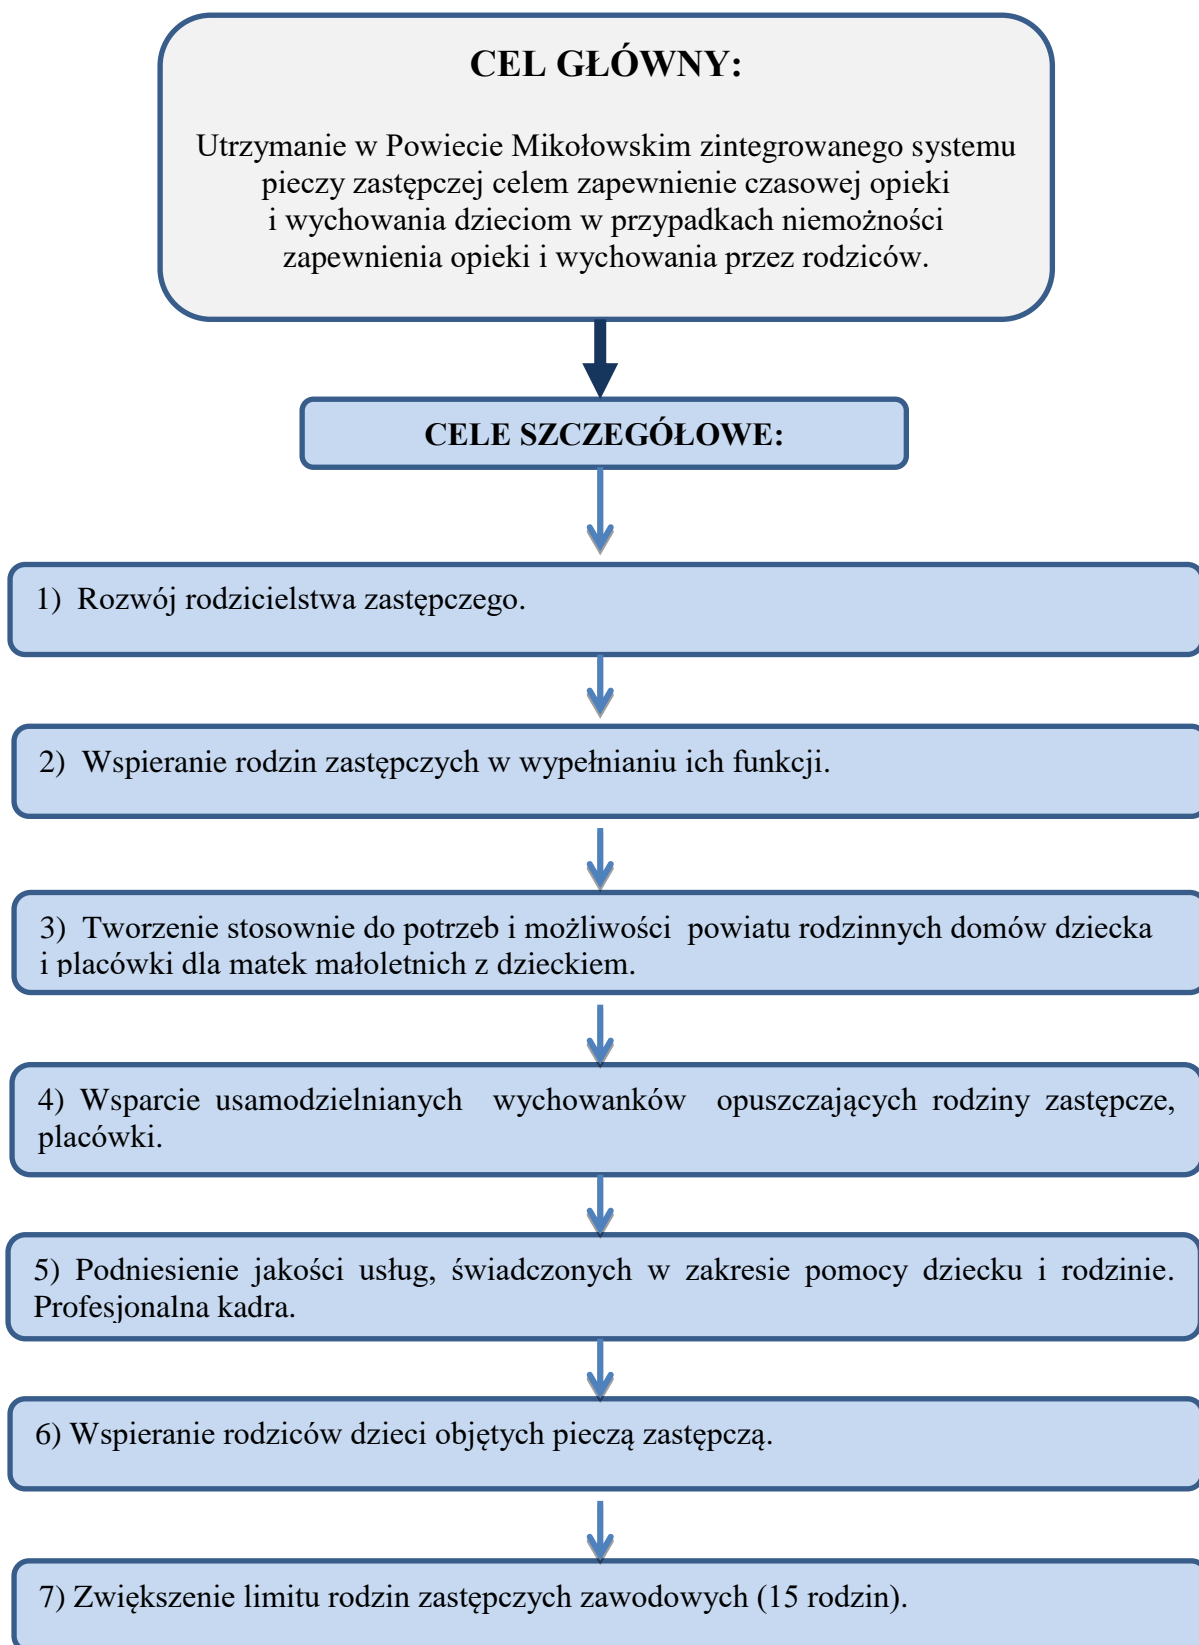 CEL GŁÓWNY:
Utrzymanie w Powiecie Mikołowskim zintegrowanego systemu
pieczy zastępczej celem zapewnienie czasowej opieki
i wychowania dzieciom w przypadkach niemożności
zapewnienia opieki i wychowania przez rodziców.
CELE SZCZEGÓŁOWE:
1) Rozwój rodzicielstwa zastępczego.
2) Wspieranie rodzin zastępczych w wypełnianiu ich funkcji.
3) Tworzenie stosownie do potrzeb i możliwości powiatu rodzinnych domów dziecka
i placówki dla matek małoletnich z dzieckiem.
4) Wsparcie usamodzielnianych wychowanków opuszczających rodziny zastępcze,
placówki.
5) Podniesienie jakości usług, świadczonych w zakresie pomocy dziecku i rodzinie.
Profesjonalna kadra.
6) Wspieranie rodziców dzieci objętych pieczą zastępczą.
7) Zwiększenie limitu rodzin zastępczych zawodowych (15 rodzin).